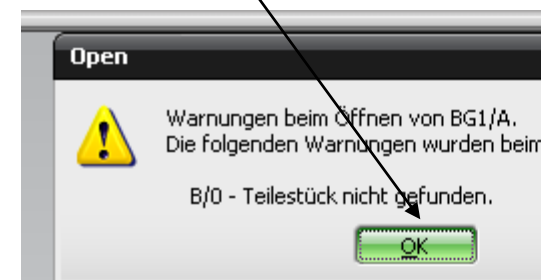 Open
Warnungen beim Öffnen von BG1/A.
Die folgenden Warnungen wurden beim
B/0 - Teilestück nicht gefunden.
OK